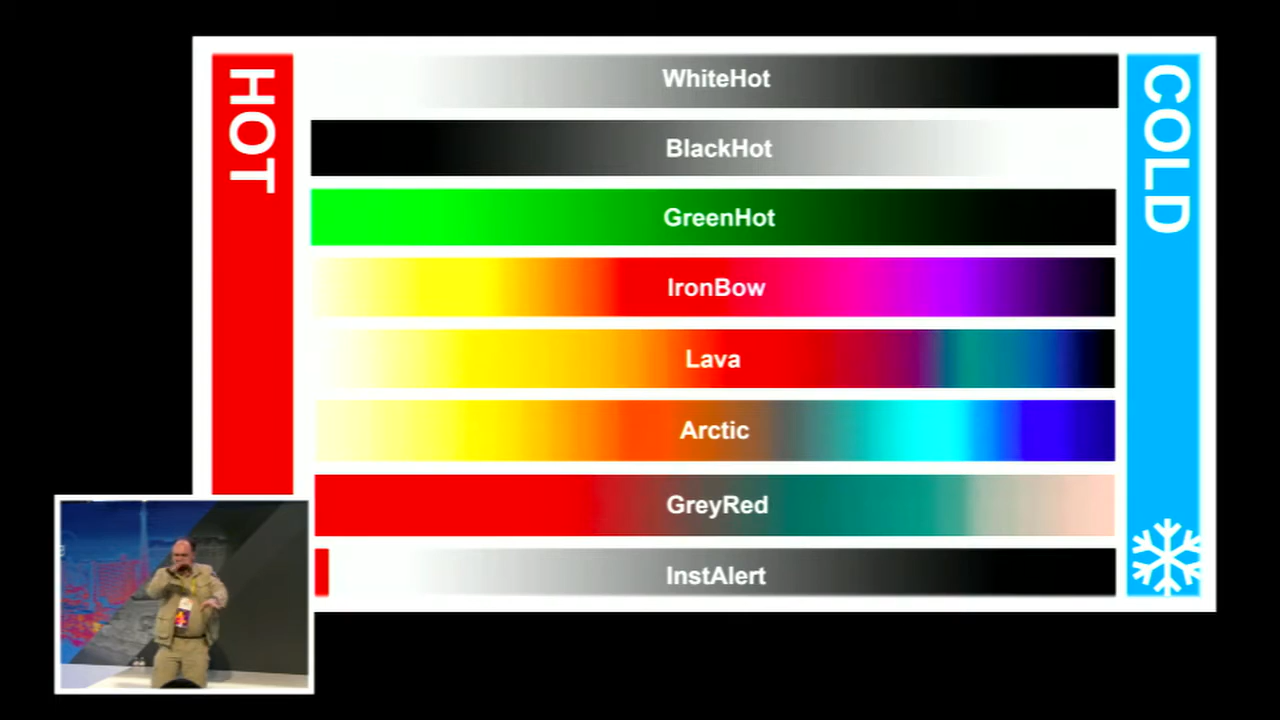 HOT
COLD
WhiteHot
BlackHot
GreenHot
IronBow
Lava
Arctic
GreyRed
InstAlert